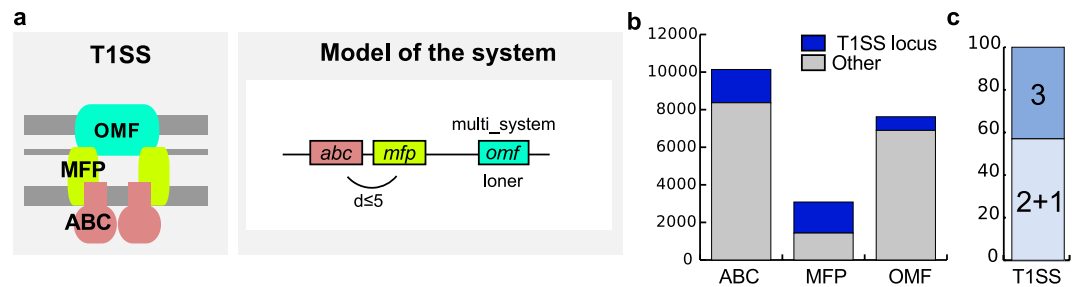 a
T1SS
OMF
MFP
ABC
Model of the system
multi_system
abc
mfp
omf
d≤5
loner
b
12000
10000
8000
6000
4000
2000
0
T1SS locus
Other
ABC
MFP
OMF
c
100
80
60
40
20
0
3
2+1
T1SS